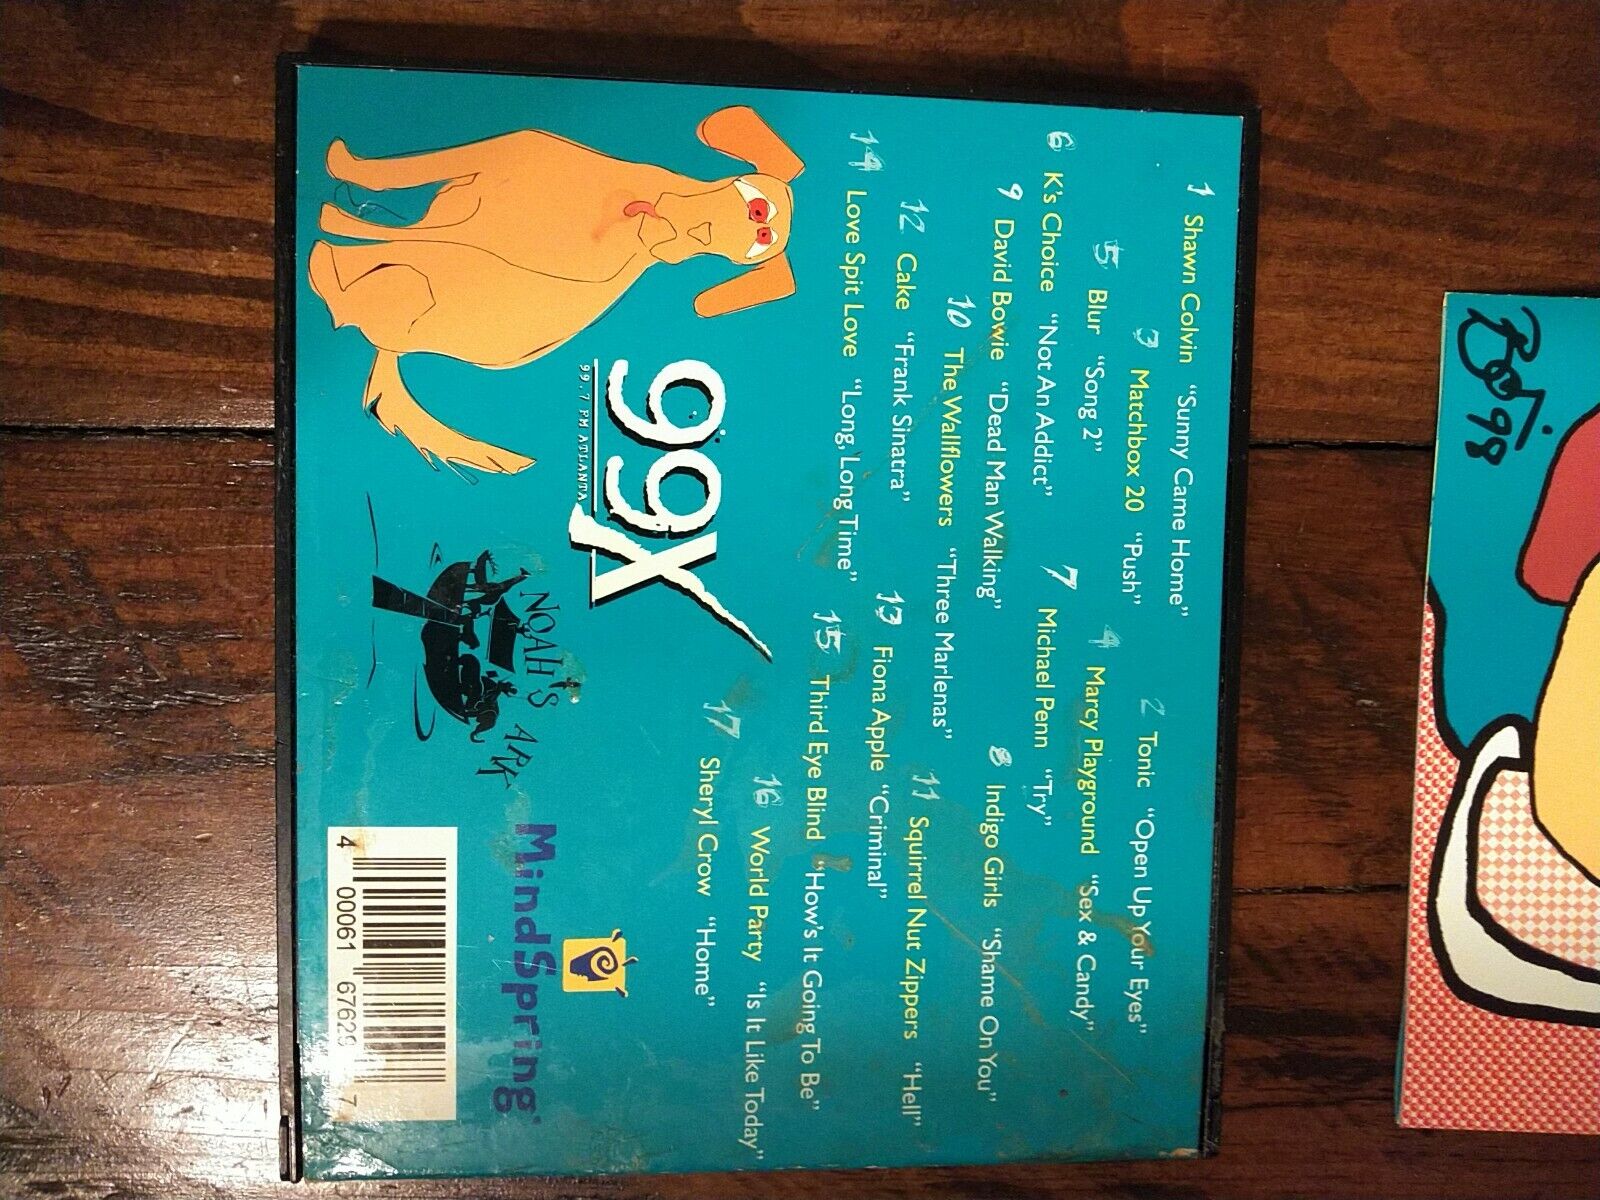 1 Shawn Colvin "Sunny Came Home"
2 Tonic "Open Up Your Eyes"
3 Matchbox 20 "Push"
4 Marcy Playground "Sex & Candy"
5 Blur "Song 2"
6 K's Choice "Not An Addict"
7 Michael Penn "Try"
8 Indigo Girls "Shame On You"
9 David Bowie "Dead Man Walking"
10 The Wallflowers "Three Marlenas"
11 Squirrel Nut Zippers "Hell"
12 Cake "Frank Sinatra"
13 Fiona Apple "Criminal"
14 Love Spit Love "Long, Long Time"
15 Third Eye Blind "How's It Going To Be"
16 World Party "Is It Like Today"
17 Sheryl Crow "Home"
99X
99.7 FM ATLANTA
NOAH'S ARK
MindSpring
4 00061 67629 7
98